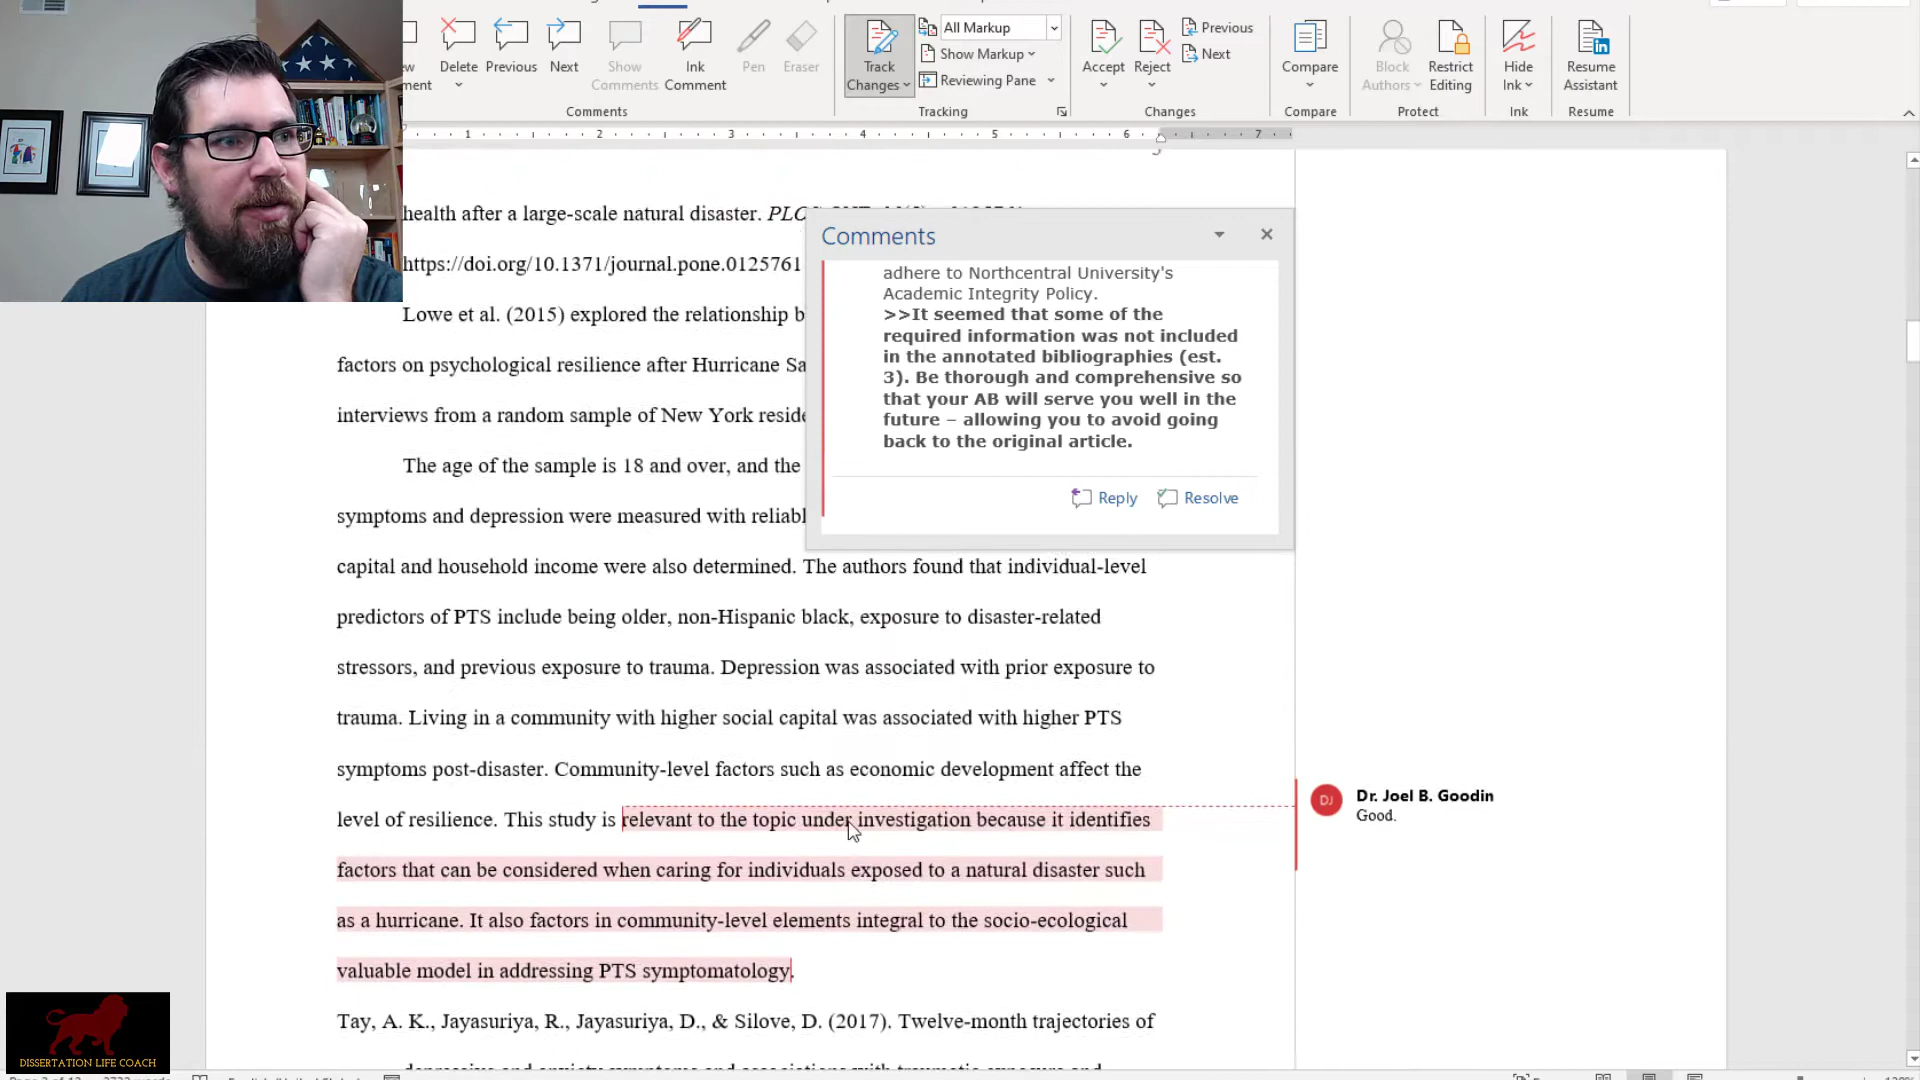 Delete
Previous
Next
Show
Comments
Ink
Comment
Pen
Eraser
Comments
Track
Changes
All Markup
Show Markup
Reviewing Pane
Tracking
Accept
Reject
Previous
Next
Changes
Compare
Compare
Block
Authors
Restrict
Editing
Protect
Hide
Ink
Ink
Resume
Assistant
Resume
1 2 3 4 5 6 7
health after a large-scale natural disaster.
https://doi.org/10.1371/journal.pone.0125761
Lowe et al. (2015) explored the relationship
factors on psychological resilience after Hurricane
interviews from a random sample of New York
The age of the sample is 18 and over, and the
symptoms and depression were measured with
capital and household income were also determined. The authors found that individual-level
predictors of PTS include being older, non-Hispanic black, exposure to disaster-related
stressors, and previous exposure to trauma. Depression was associated with prior exposure to
trauma. Living in a community with higher social capital was associated with higher PTS
symptoms post-disaster. Community-level factors such as economic development affect the
level of resilience. This study is relevant to the topic under investigation because it identifies
factors that can be considered when caring for individuals exposed to a natural disaster such
as a hurricane. It also factors in community-level elements integral to the socio-ecological
valuable model in addressing PTS symptomatology.
Tay, A. K., Jayasuriya, R., Jayasuriya, D., & Silove, D. (2017). Twelve-month trajectories of
Comments
adhere to Northcentral University's
Academic Integrity Policy.
>>It seemed that some of the
required information was not included
in the annotated bibliographies (est.
3). Be thorough and comprehensive so
that your AB will serve you well in the
future – allowing you to avoid going
back to the original article.
Reply
Resolve
DJ
Dr. Joel B. Goodin
Good.
DISSERTATION LIFE COACH